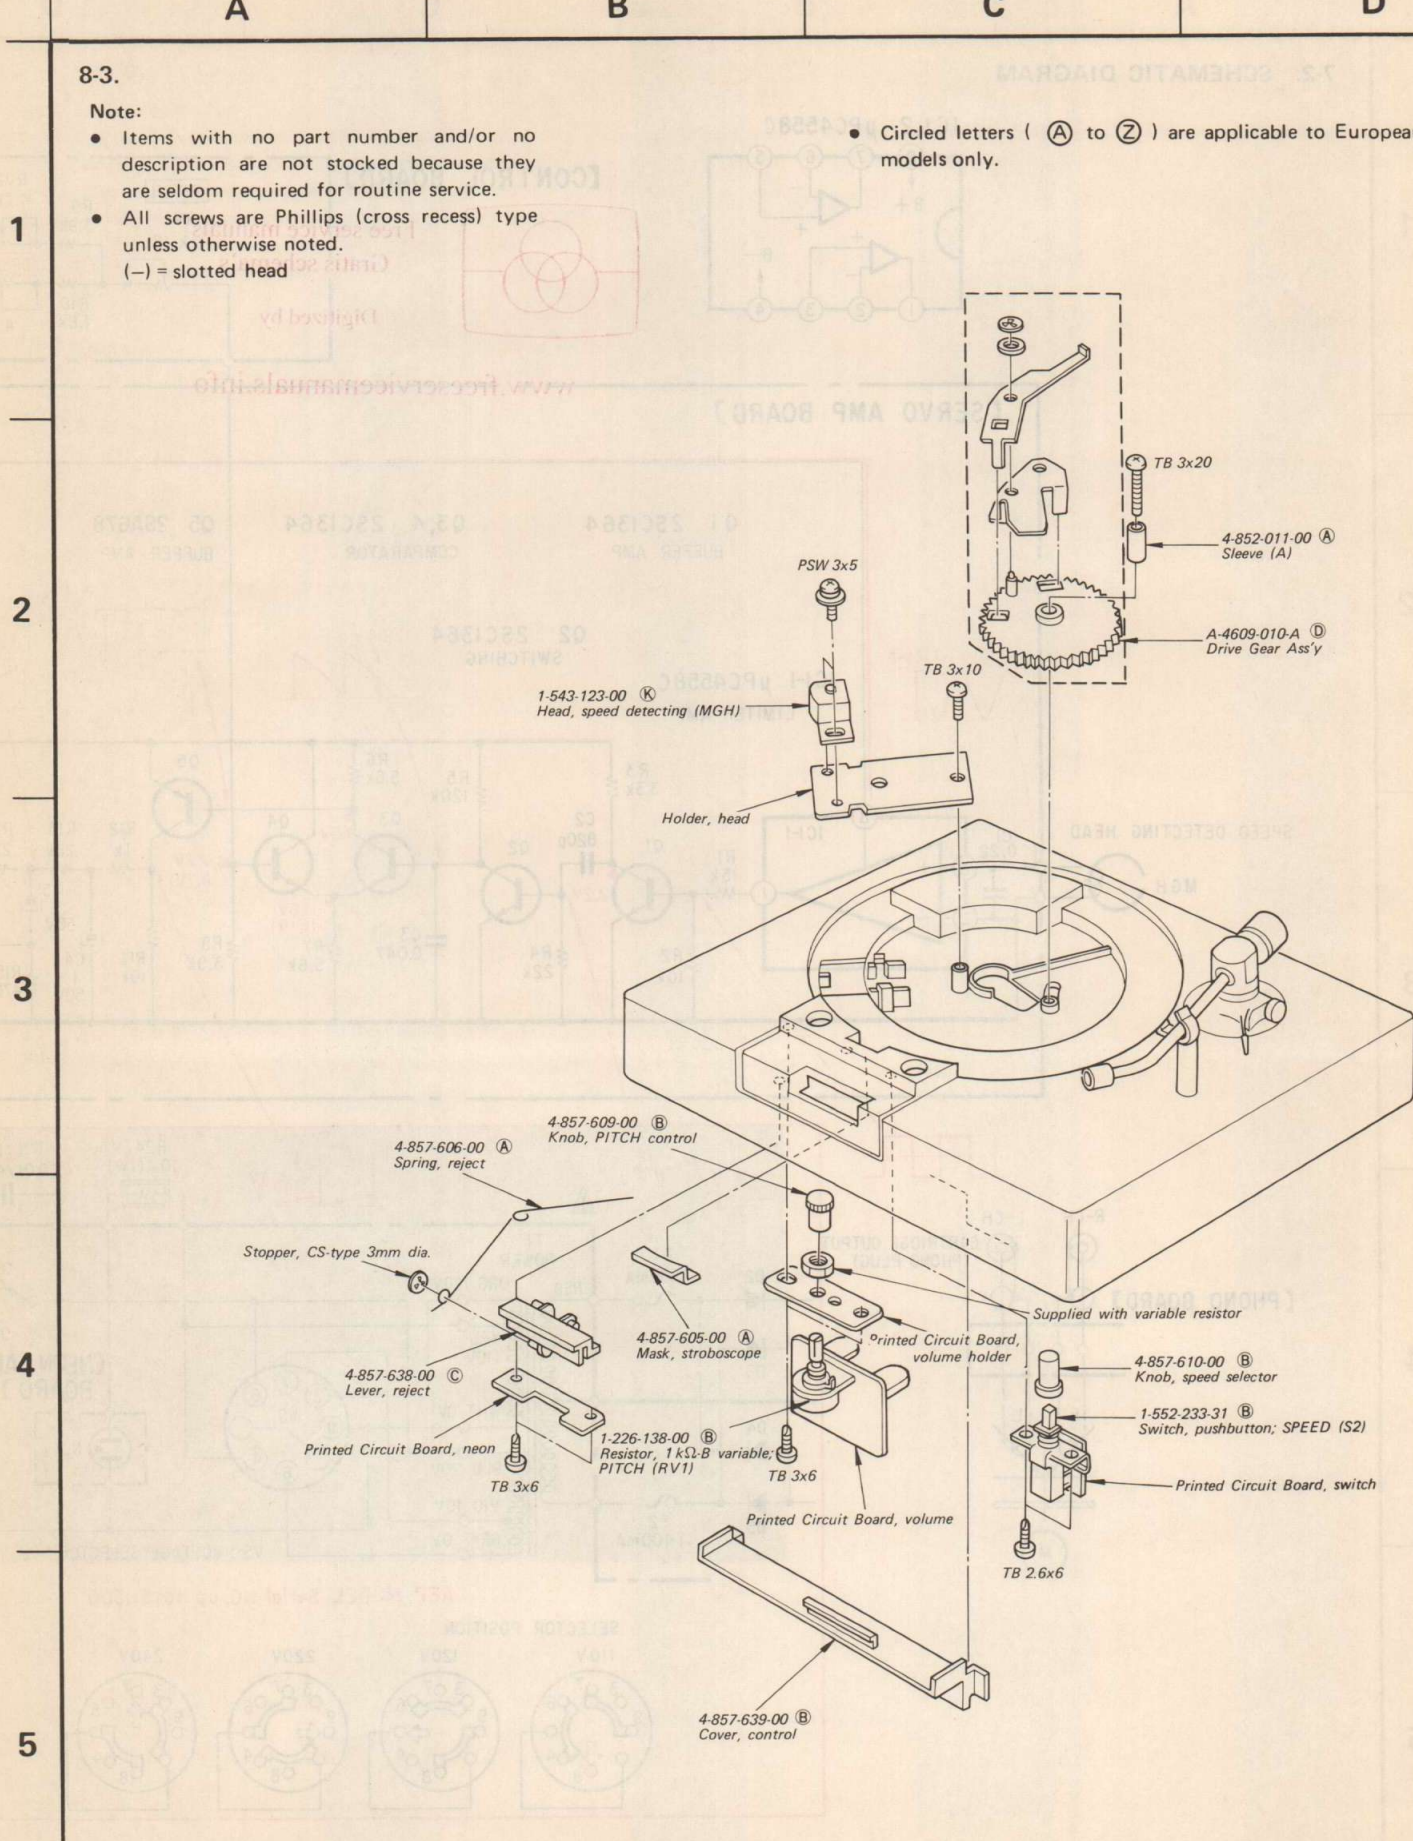 A
B
C
D
8-3.
Note:
● Items with no part number and/or no
description are not stocked because they
are seldom required for routine service.
● All screws are Phillips (cross recess) type
unless otherwise noted.
(–) = slotted head
● Circled letters ( Ⓐ to Ⓩ ) are applicable to Europea
models only.
1
2
3
4
5
TB 3x20
4-852-011-00 Ⓐ
Sleeve (A)
PSW 3x5
A-4609-010-A Ⓓ
Drive Gear Ass'y
TB 3x10
1-543-123-00 Ⓚ
Head, speed detecting (MGH)
Holder, head
4-857-609-00 Ⓑ
Knob, PITCH control
4-857-606-00 Ⓐ
Spring, reject
Stopper, CS-type 3mm dia.
Supplied with variable resistor
4-857-605-00 Ⓐ
Mask, stroboscope
Printed Circuit Board,
volume holder
4-857-638-00 Ⓒ
Lever, reject
4-857-610-00 Ⓑ
Knob, speed selector
1-552-233-31 Ⓑ
Switch, pushbutton; SPEED (S2)
Printed Circuit Board, neon
1-226-138-00 Ⓑ
Resistor, 1 kΩ-B variable;
PITCH (RV1)
TB 3x6
TB 3x6
Printed Circuit Board, switch
Printed Circuit Board, volume
TB 2.6x6
4-857-639-00 Ⓑ
Cover, control